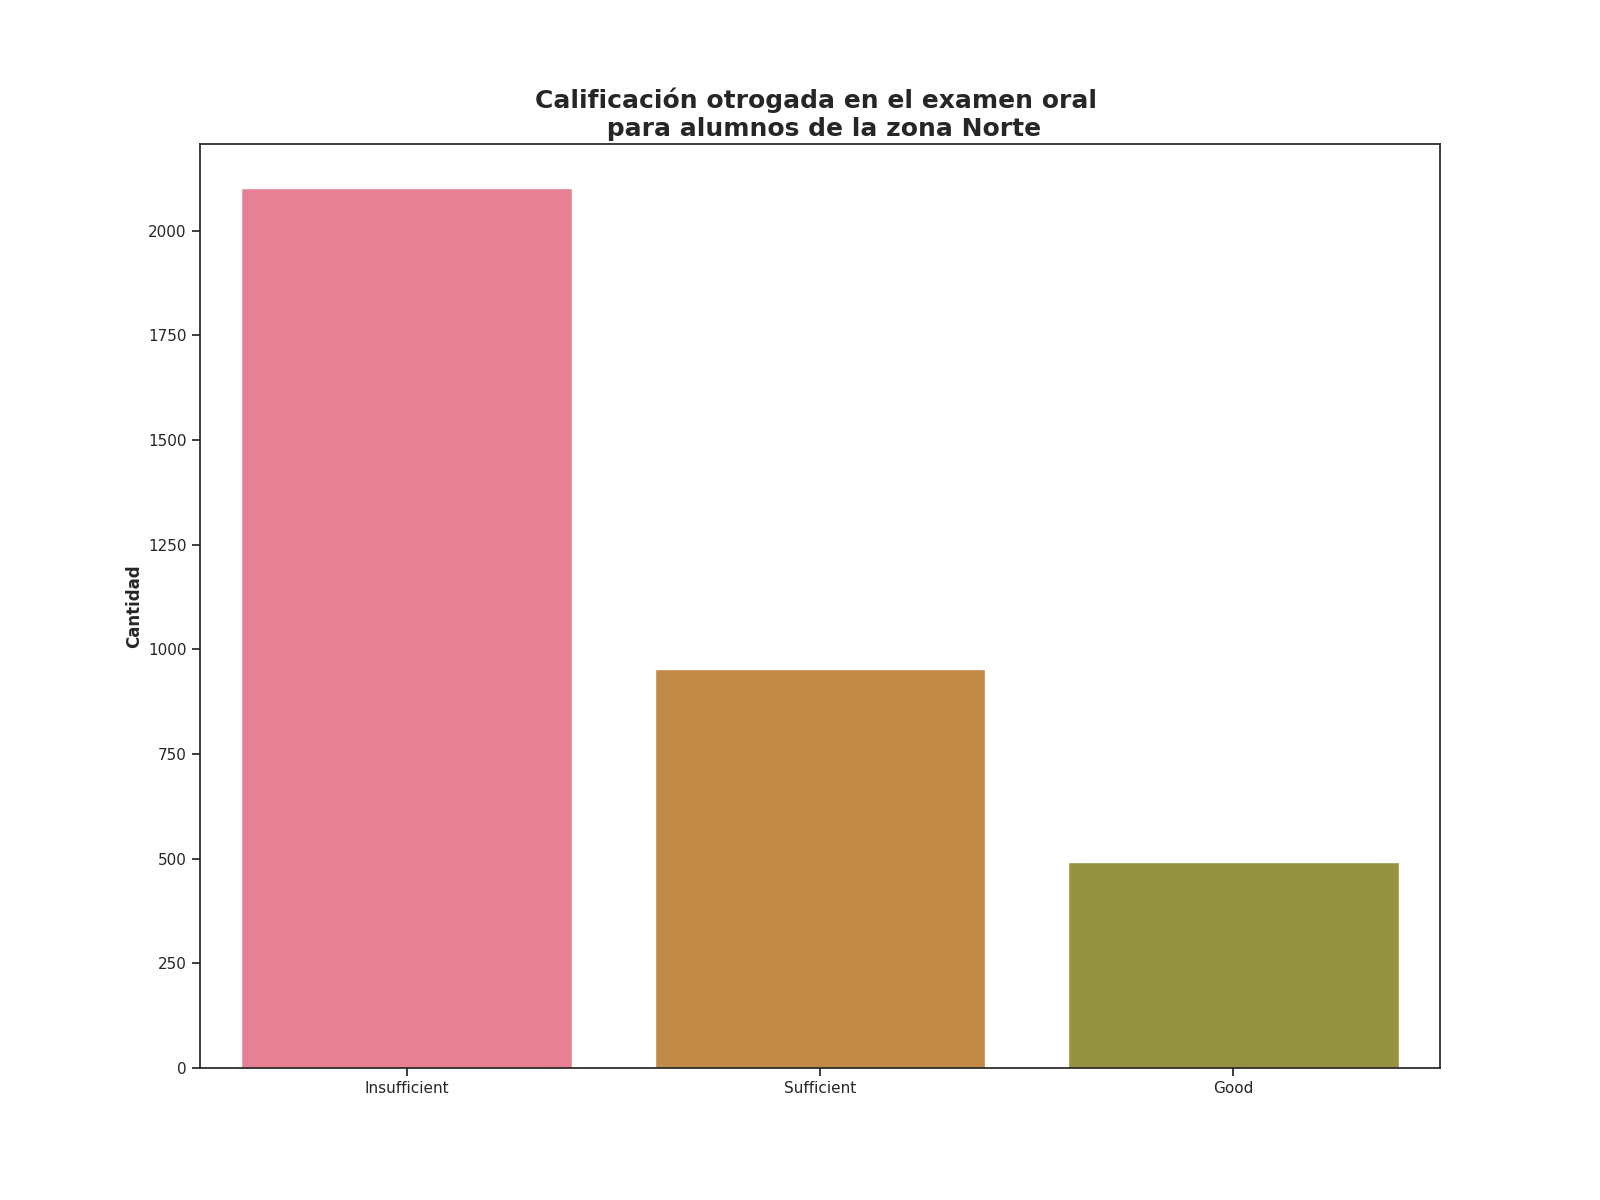 Calificación otrogada en el examen oral
para alumnos de la zona Norte
2000
1750
1500
1250
1000
750
500
250
0
Cantidad
Insufficient
Sufficient
Good